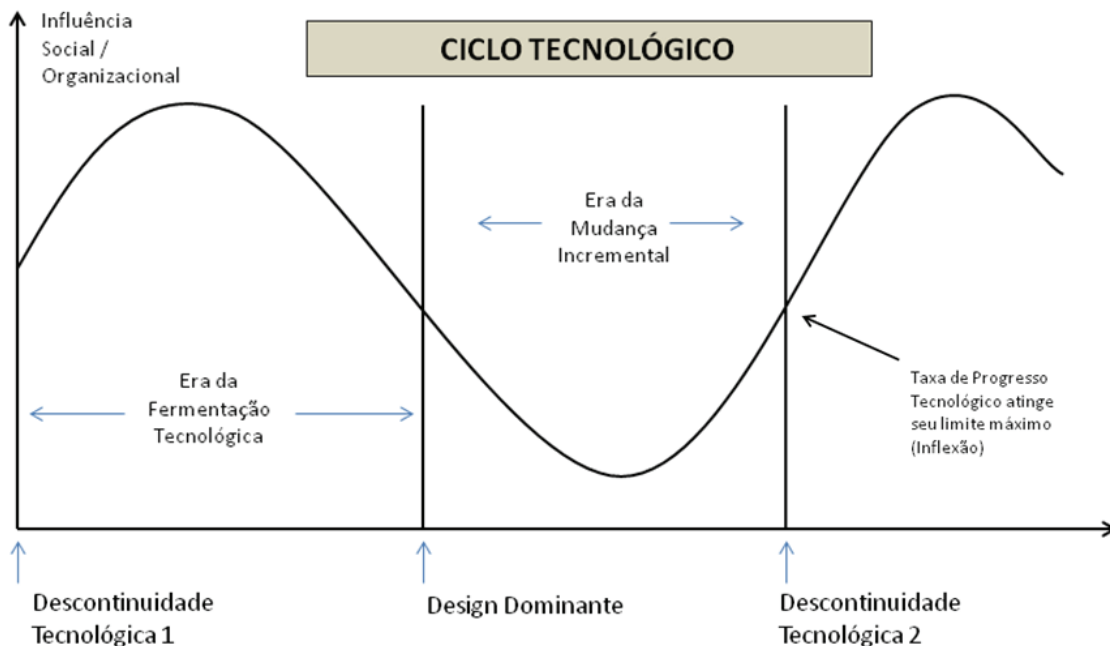 Influência
Social /
Organizacional
CICLO TECNOLÓGICO
Era da
Mudança
Incremental
Era da
Fermentação
Tecnológica
Taxa de Progresso
Tecnológico atinge
seu limite máximo
(Inflexão)
Descontinuidade
Tecnológica 1
Design Dominante
Descontinuidade
Tecnológica 2